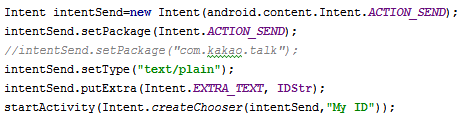 Intent intentSend=new Intent(android.content.Intent.ACTION_SEND);
intentSend.setPackage(Intent.ACTION_SEND);
//intentSend.setPackage("com.kakao.talk");
intentSend.setType("text/plain");
intentSend.putExtra(Intent.EXTRA_TEXT, IDStr);
startActivity(Intent.createChooser(intentSend,"My ID"));